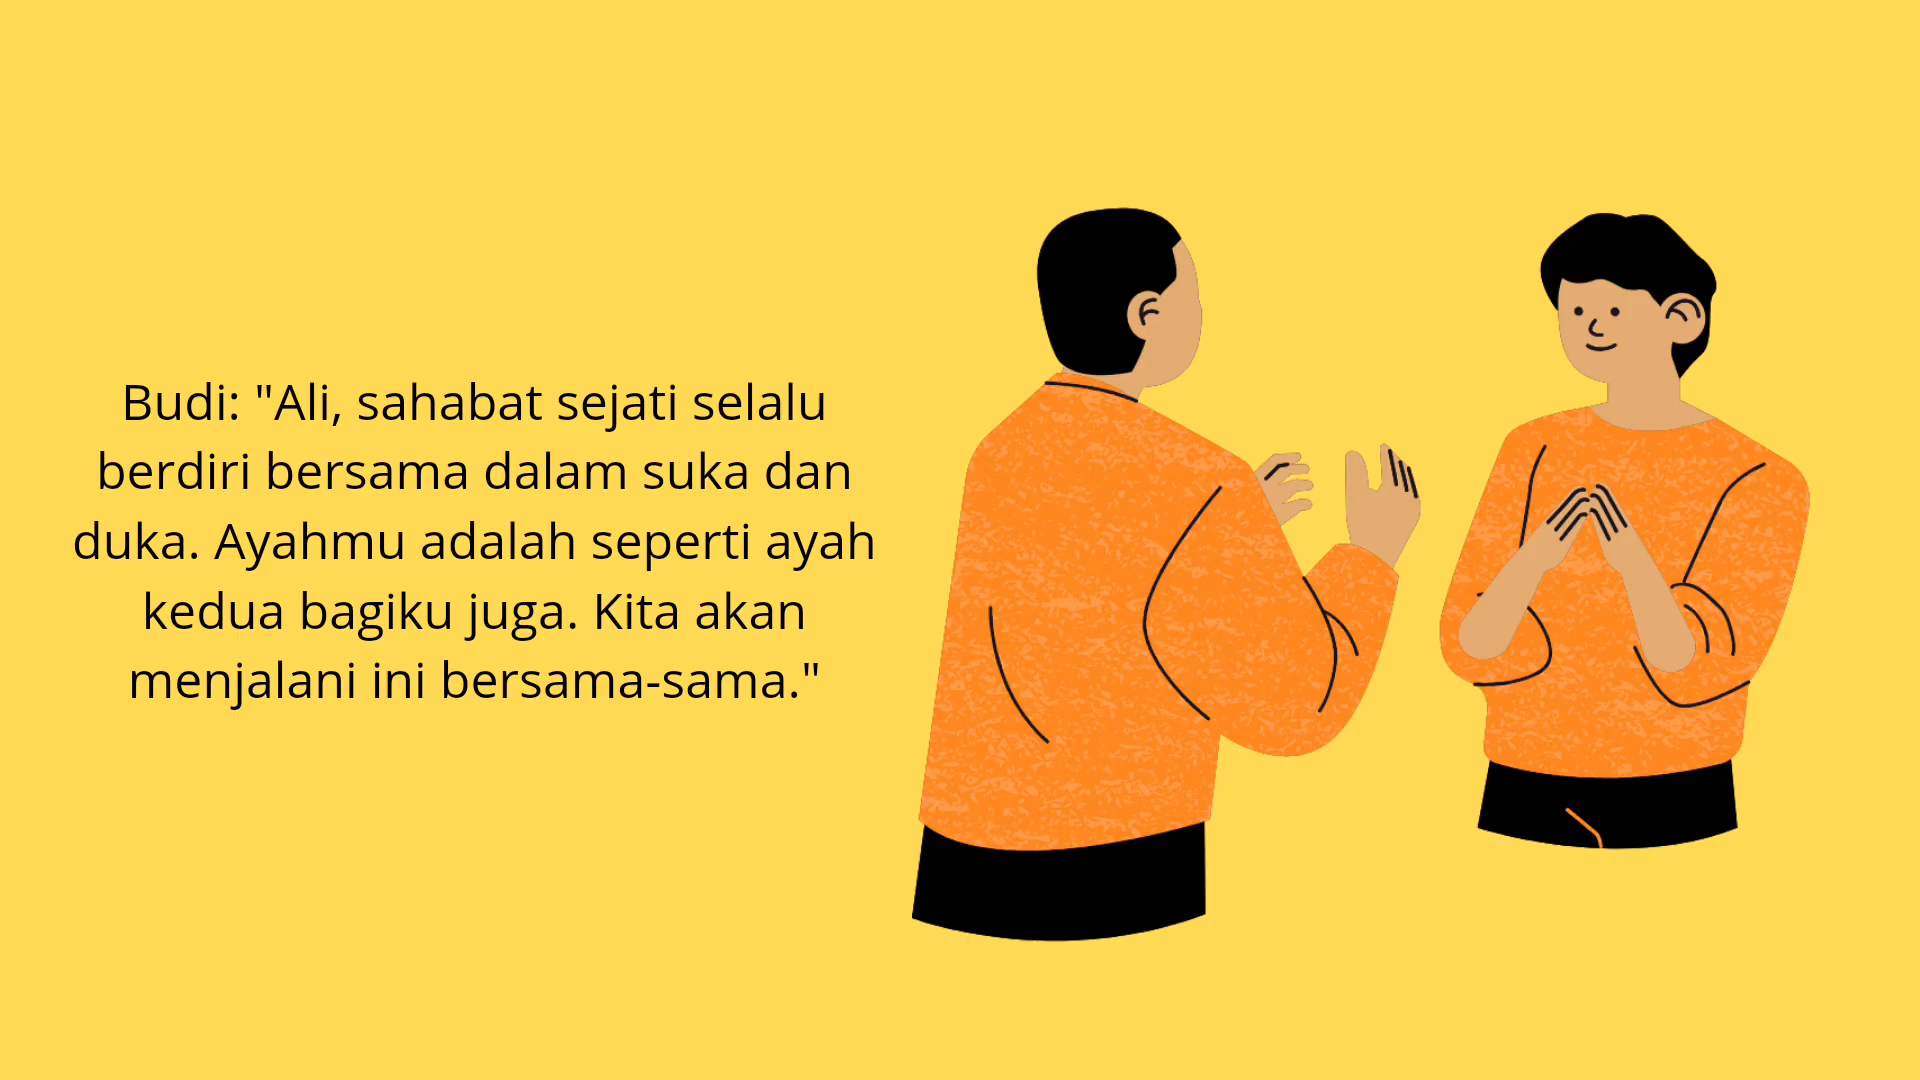 Budi: "Ali, sahabat sejati selalu
berdiri bersama dalam suka dan
duka. Ayahmu adalah seperti ayah
kedua bagiku juga. Kita akan
menjalani ini bersama-sama."